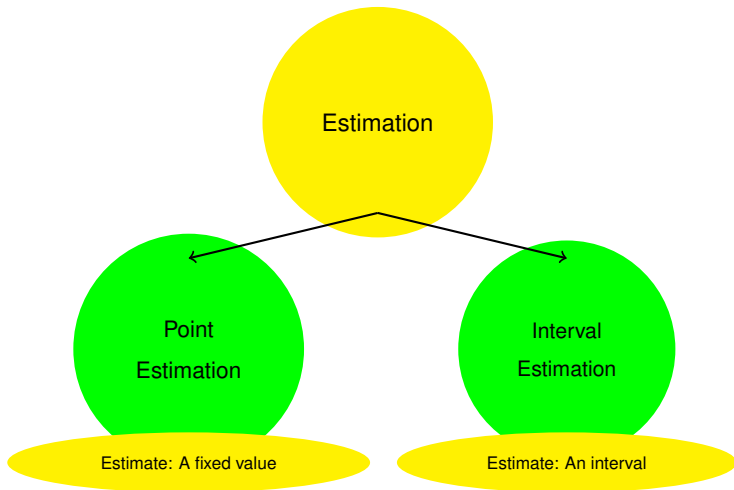 Estimation
Point
Estimation
Interval
Estimation
Estimate: A fixed value
Estimate: An interval